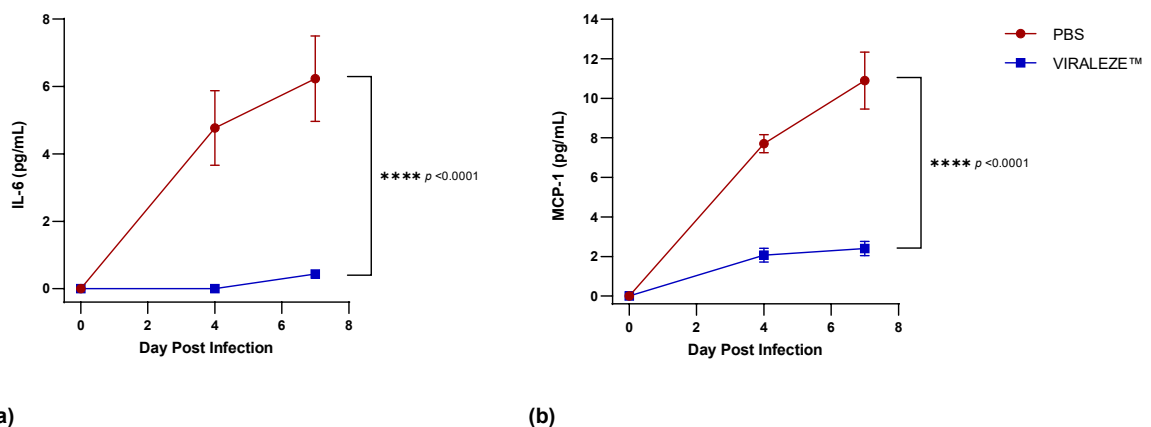 8
6
4
2
0
IL-6 (pg/mL)
0 2 4 6 8
Day Post Infection
**** p <0.0001
14
12
10
8
6
4
2
0
MCP-1 (pg/mL)
0 2 4 6 8
Day Post Infection
**** p <0.0001
PBS
VIRALEZE™
a)
(b)